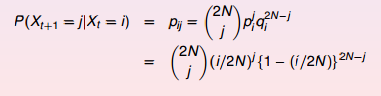 P(X_{t+1} = j|X_t = i) = p_{ij} = \binom{2N}{j} p_i^j q_i^{2N-j}
= \binom{2N}{j} (i/2N)^j {1 − (i/2N)}^{2N-j}